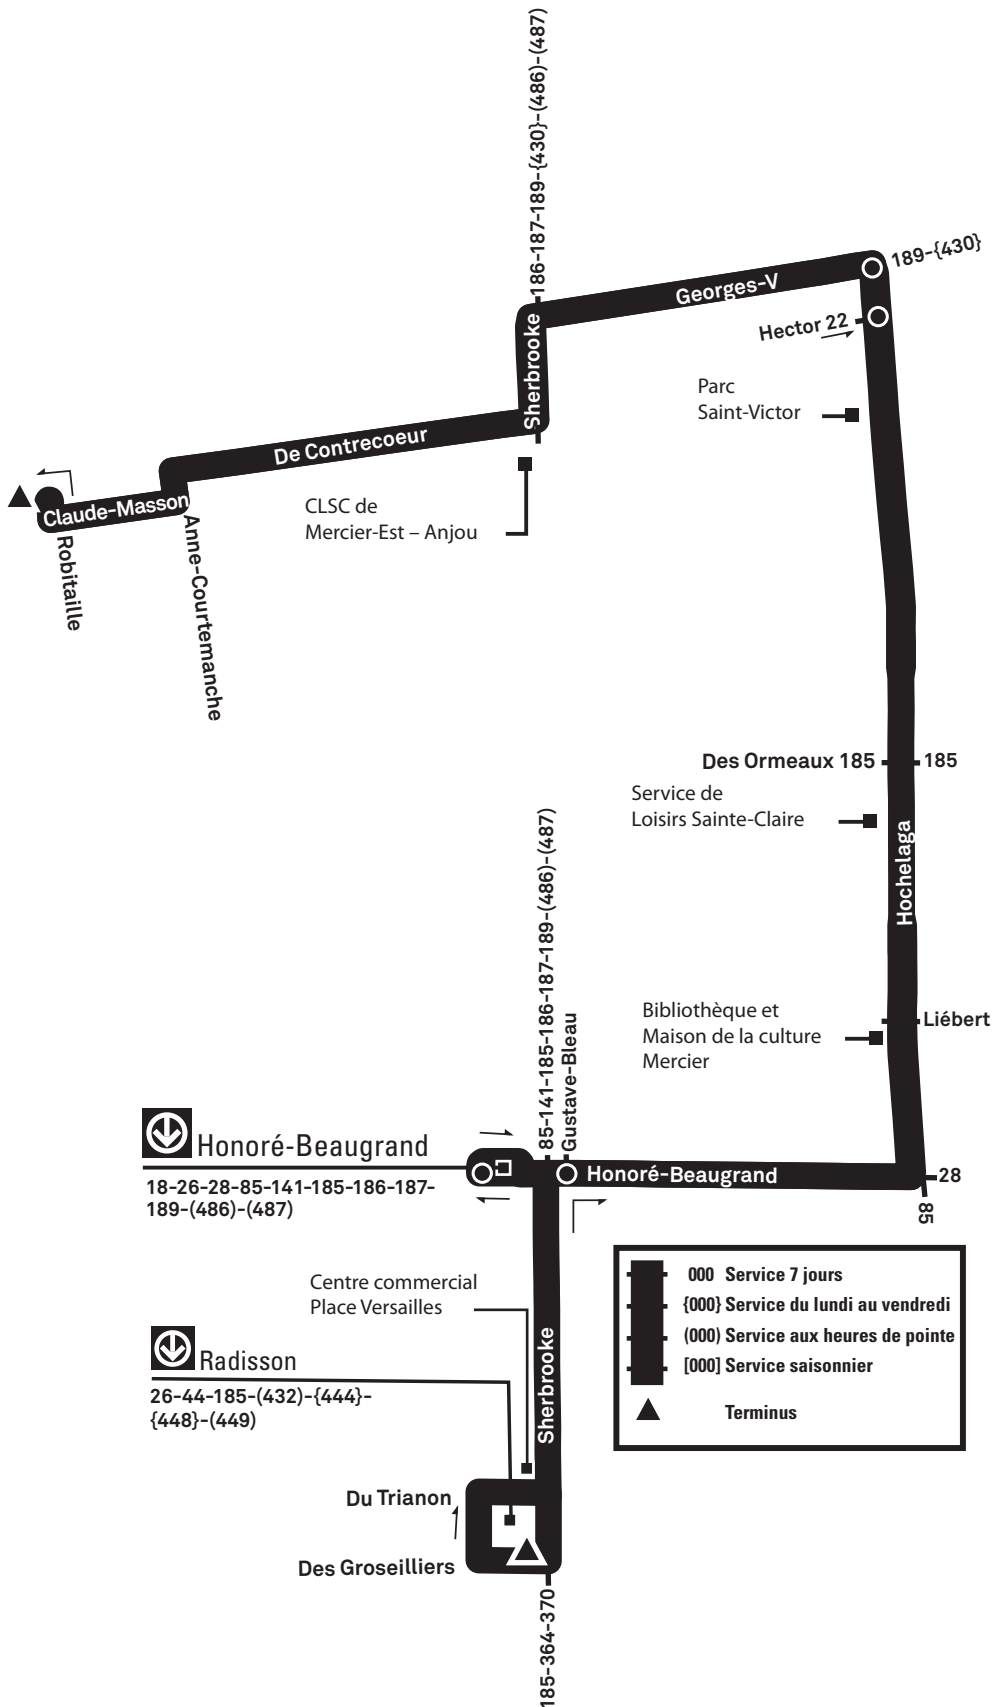 186-187-189-{430}-(486)-(487)
189-{430}
Georges-V
Hector 22
Sherbrooke
Parc
Saint-Victor
De Contrecoeur
Claude-Masson
CLSC de
Mercier-Est – Anjou
Robitaille
Anne-Courtemanche
Des Ormeaux 185
185
Service de
Loisirs Sainte-Claire
Hochelaga
85-141-185-186-187-189-(486)-(487)
Gustave-Bleau
Bibliothèque et
Maison de la culture
Mercier
Liébert
Honoré-Beaugrand
18-26-28-85-141-185-186-187-
189-(486)-(487)
Honoré-Beaugrand
28
85
Centre commercial
Place Versailles
Radisson
26-44-185-(432)-{444}-
{448}-(449)
Sherbrooke
000 Service 7 jours
{000} Service du lundi au vendredi
(000) Service aux heures de pointe
[000] Service saisonnier
Terminus
Du Trianon
Des Groseilliers
185-364-370